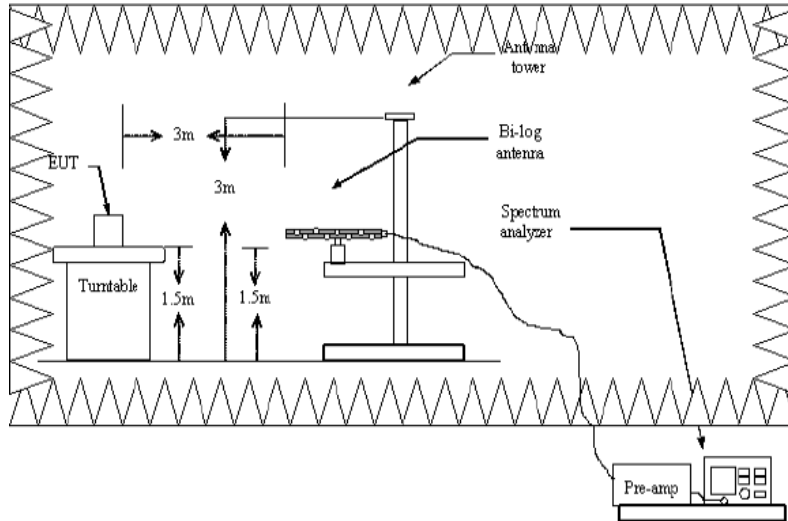 Antenna
tower
3m
Bi-log
antenna
EUT
3m
Spectrum
analyzer
Turntable
1.5m
1.5m
Pre-amp